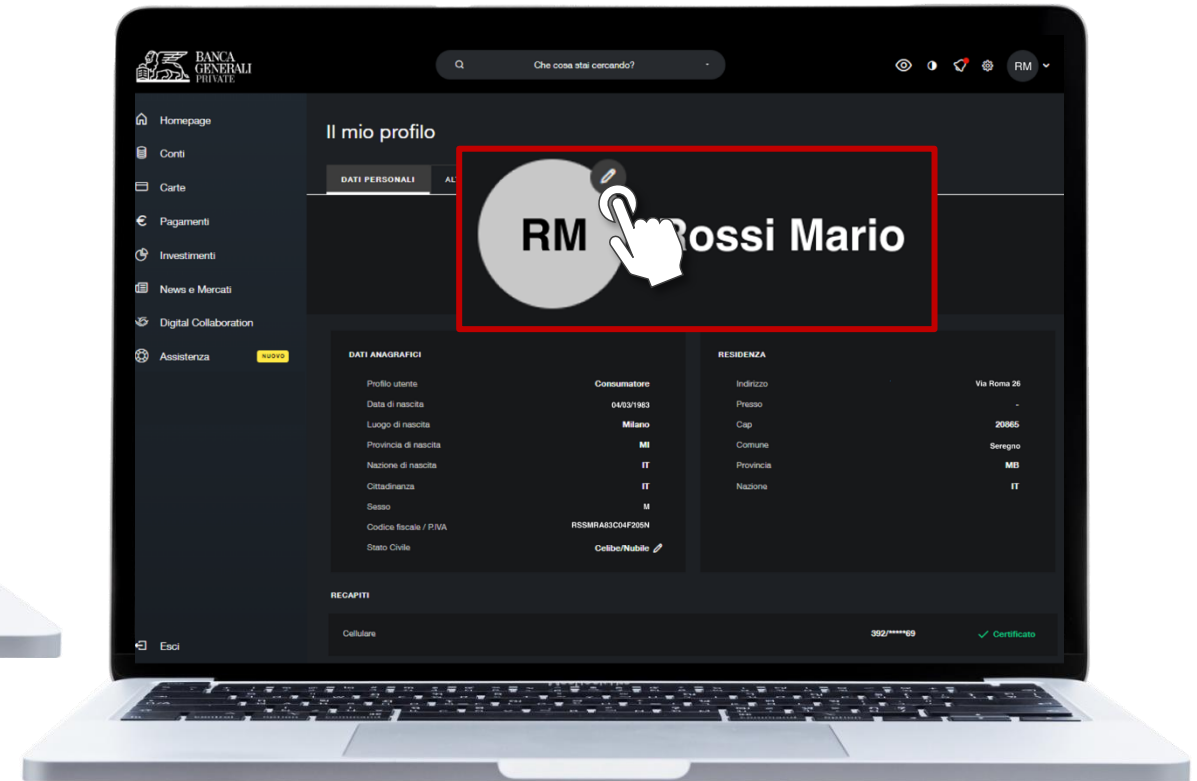 BANCA
GENERALI
PRIVATE
Che cosa stai cercando?
RM
Homepage
Conti
Carte
Pagamenti
Investimenti
News e Mercati
Digital Collaboration
Assistenza NUOVO
Esci
Il mio profilo
DATI PERSONALI
RM
Rossi Mario
DATI ANAGRAFICI
Profilo utente Consumatore
Data di nascita 04/03/1983
Luogo di nascita Milano
Provincia di nascita MI
Nazione di nascita IT
Cittadinanza IT
Sesso M
Codice fiscale / P.IVA RSSMRA83C04F205N
Stato Civile Celibe/Nubile
RESIDENZA
Indirizzo Via Roma 26
Presso -
Cap 20865
Comune Seregno
Provincia MB
Nazione IT
RECAPITI
Cellulare 392/*****69 Certificato